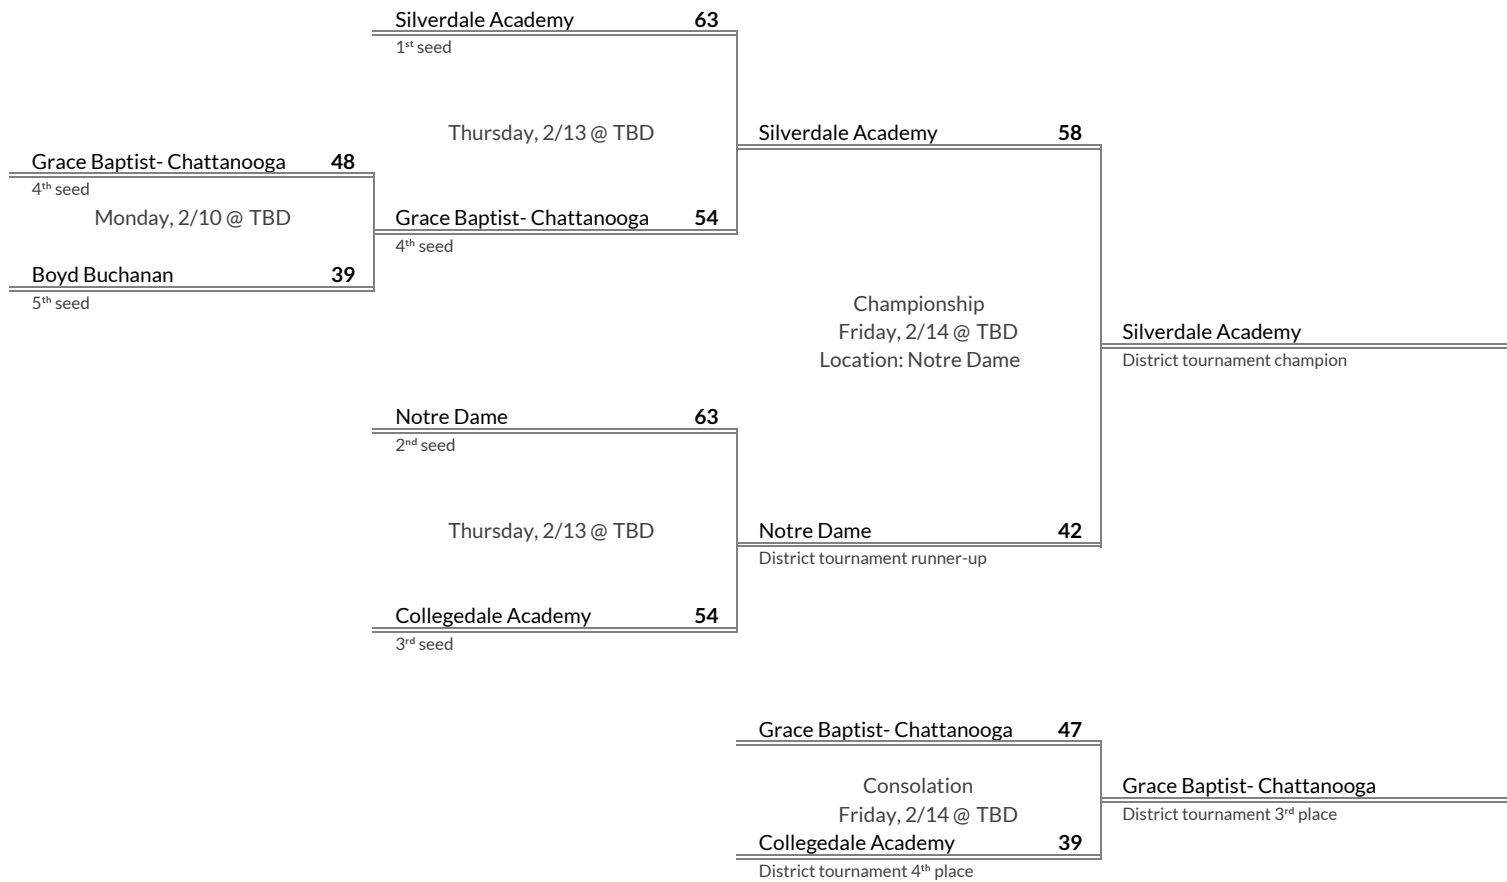 Silverdale Academy 63
1st seed
Thursday, 2/13 @ TBD
Silverdale Academy 58
Grace Baptist- Chattanooga 48
4th seed
Monday, 2/10 @ TBD
Grace Baptist- Chattanooga 54
4th seed
Boyd Buchanan 39
5th seed
Championship
Friday, 2/14 @ TBD
Location: Notre Dame
Silverdale Academy
District tournament champion
Notre Dame 63
2nd seed
Thursday, 2/13 @ TBD
Notre Dame 42
District tournament runner-up
Collegedale Academy 54
3rd seed
Grace Baptist- Chattanooga 47
Consolation
Friday, 2/14 @ TBD
Grace Baptist- Chattanooga
District tournament 3rd place
Collegedale Academy 39
District tournament 4th place